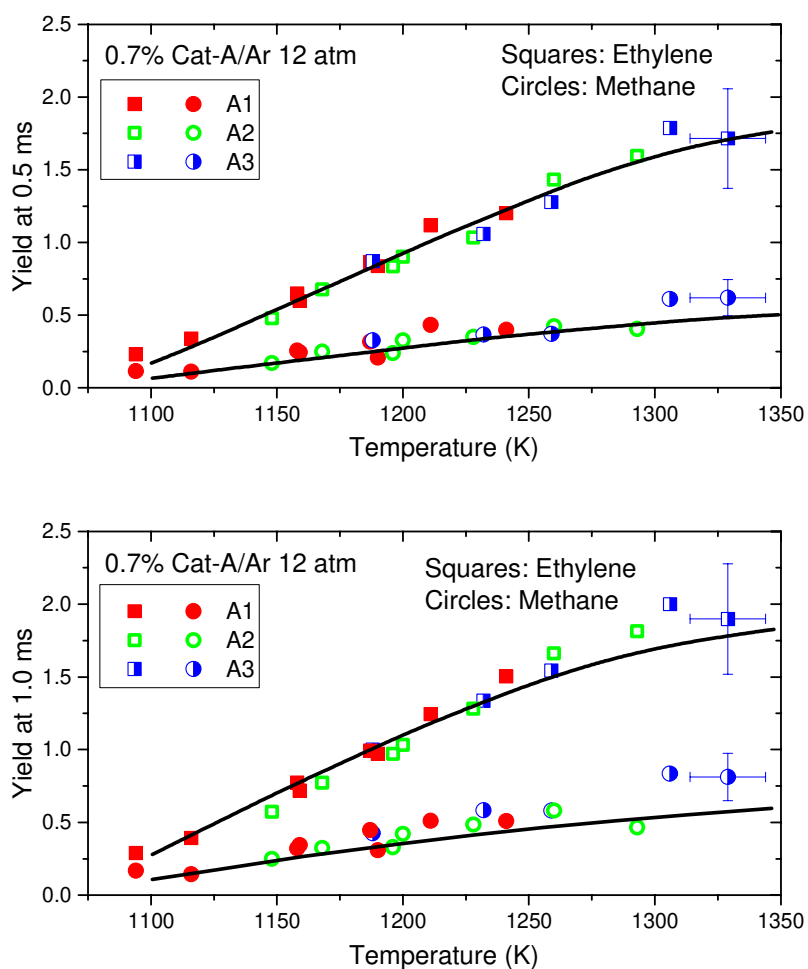 2.5
0.7% Cat-A/Ar 12 atm
Squares: Ethylene
Circles: Methane
A1
A2
A3
2.0
1.5
1.0
0.5
0.0
Yield at 0.5 ms
1100 1150 1200 1250 1300 1350
Temperature (K)
2.5
0.7% Cat-A/Ar 12 atm
Squares: Ethylene
Circles: Methane
A1
A2
A3
2.0
1.5
1.0
0.5
0.0
Yield at 1.0 ms
1100 1150 1200 1250 1300 1350
Temperature (K)